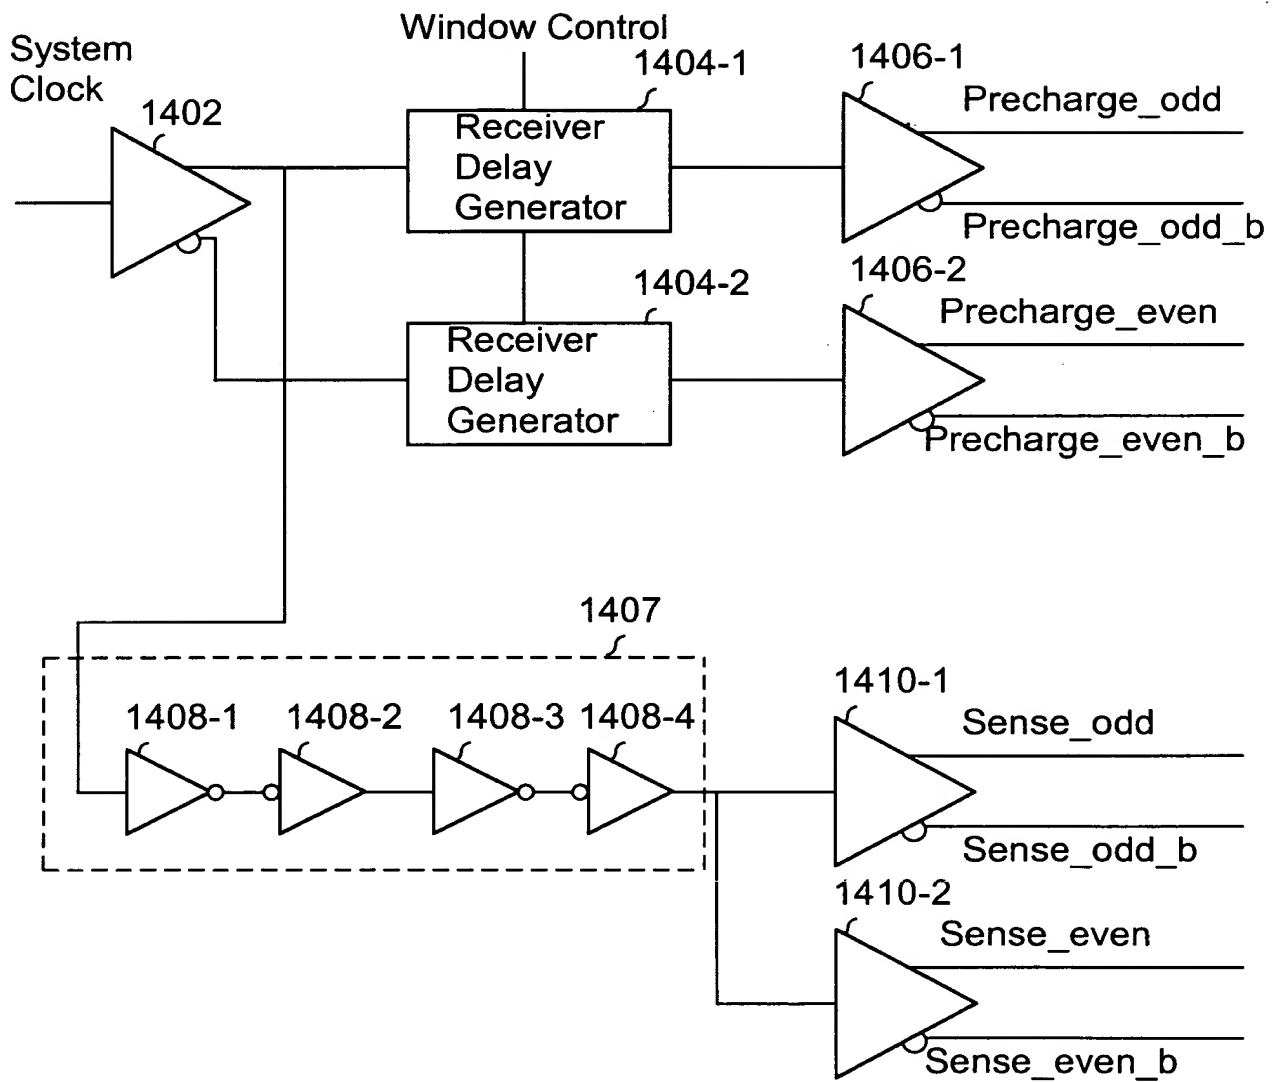 Window Control
System
Clock
1402
1404-1
1406-1
Receiver
Delay
Generator
Precharge_odd
Precharge_odd_b
1404-2
1406-2
Receiver
Delay
Generator
Precharge_even
Precharge_even_b
1407
1408-1
1408-2
1408-3
1408-4
1410-1
Sense_odd
Sense_odd_b
1410-2
Sense_even
Sense_even_b